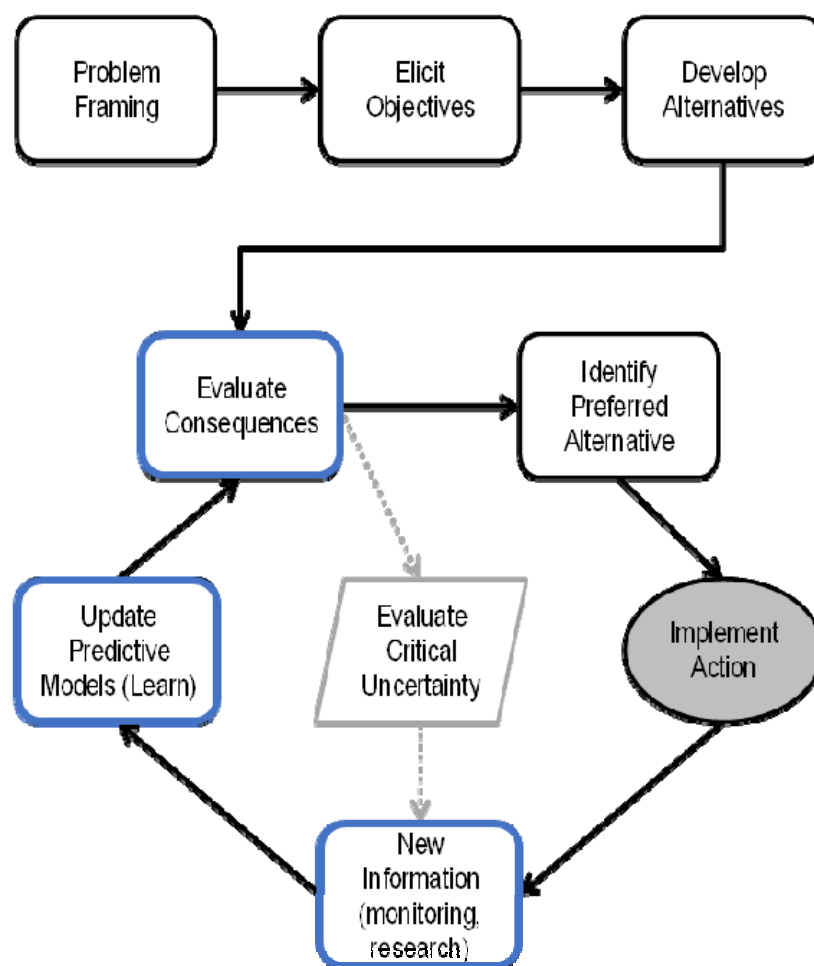 Problem
Framing
Elicit
Objectives
Develop
Alternatives
Evaluate
Consequences
Identify
Preferred
Alternative
Update
Predictive
Models (Learn)
Evaluate
Critical
Uncertainty
Implement
Action
New
Information
(monitoring,
research)